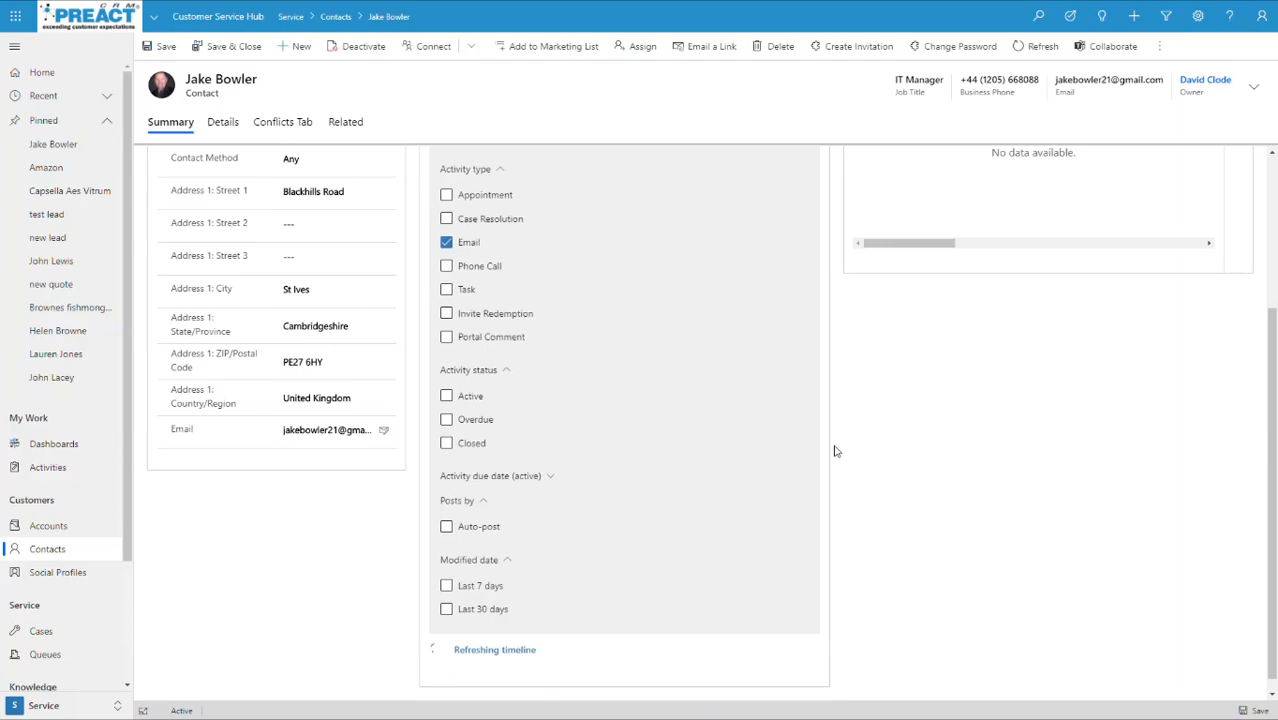 CRM
PREACT
exceeding customer expectations
Customer Service Hub
Service > Contacts > Jake Bowler
Save
Save & Close
New
Deactivate
Connect
Add to Marketing List
Assign
Email a Link
Delete
Create Invitation
Change Password
Refresh
Collaborate
Jake Bowler
Contact
IT Manager
Job Title
+44 (1205) 668088
Business Phone
jakebowler21@gmail.com
Email
David Clode
Owner
Summary
Details
Conflicts Tab
Related
Home
Recent
Pinned
Jake Bowler
Amazon
Capsella Aes Vitrum
test lead
new lead
John Lewis
new quote
Brownes fishmong...
Helen Browne
Lauren Jones
John Lacey
My Work
Dashboards
Activities
Customers
Accounts
Contacts
Social Profiles
Service
Cases
Queues
Knowledge
S Service
Contact Method Any
Address 1: Street 1 Blackhills Road
Address 1: Street 2 ---
Address 1: Street 3 ---
Address 1: City St Ives
Address 1:
State/Province Cambridgeshire
Address 1: ZIP/Postal
Code PE27 6HY
Address 1:
Country/Region United Kingdom
Email jakebowler21@gma...
Activity type
Appointment
Case Resolution
Email
Phone Call
Task
Invite Redemption
Portal Comment
Activity status
Active
Overdue
Closed
Activity due date (active)
Posts by
Auto-post
Modified date
Last 7 days
Last 30 days
Refreshing timeline
No data available.
Active
Save